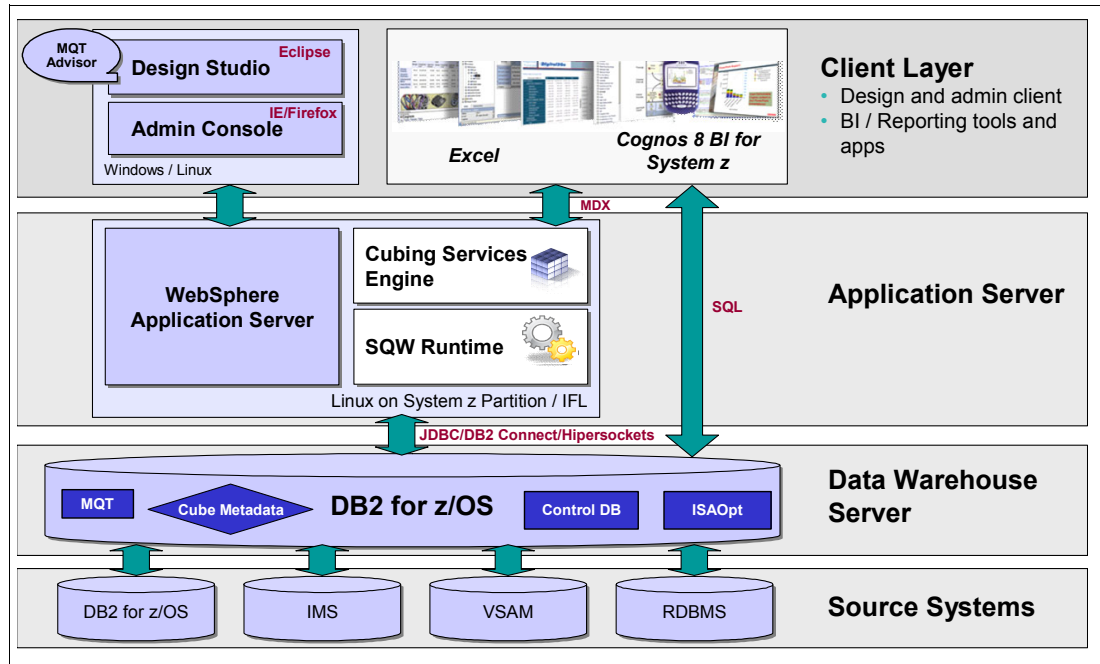 MQT
Advisor
Eclipse
Design Studio
IE/Firefox
Admin Console
Windows / Linux
Excel
Cognos 8 BI for
System z
Client Layer
• Design and admin client
• BI / Reporting tools and
apps
MDX
WebSphere
Application Server
Cubing Services
Engine
SQW Runtime
Linux on System z Partition / IFL
SQL
Application Server
JDBC/DB2 Connect/Hipersockets
MQT
Cube Metadata
DB2 for z/OS
Control DB
ISAOpt
Data Warehouse
Server
DB2 for z/OS
IMS
VSAM
RDBMS
Source Systems